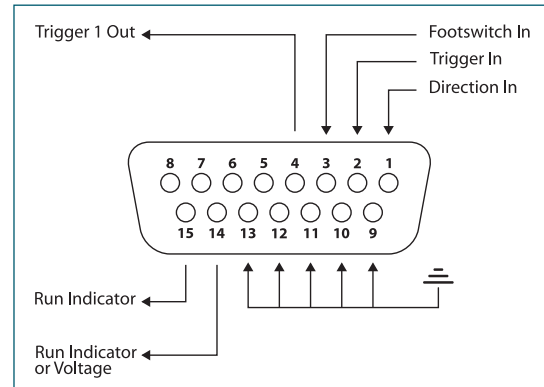 Trigger 1 Out
Footswitch In
Trigger In
Direction In
8 7 6 5 4 3 2 1
15 14 13 12 11 10 9
Run Indicator
Run Indicator
or Voltage